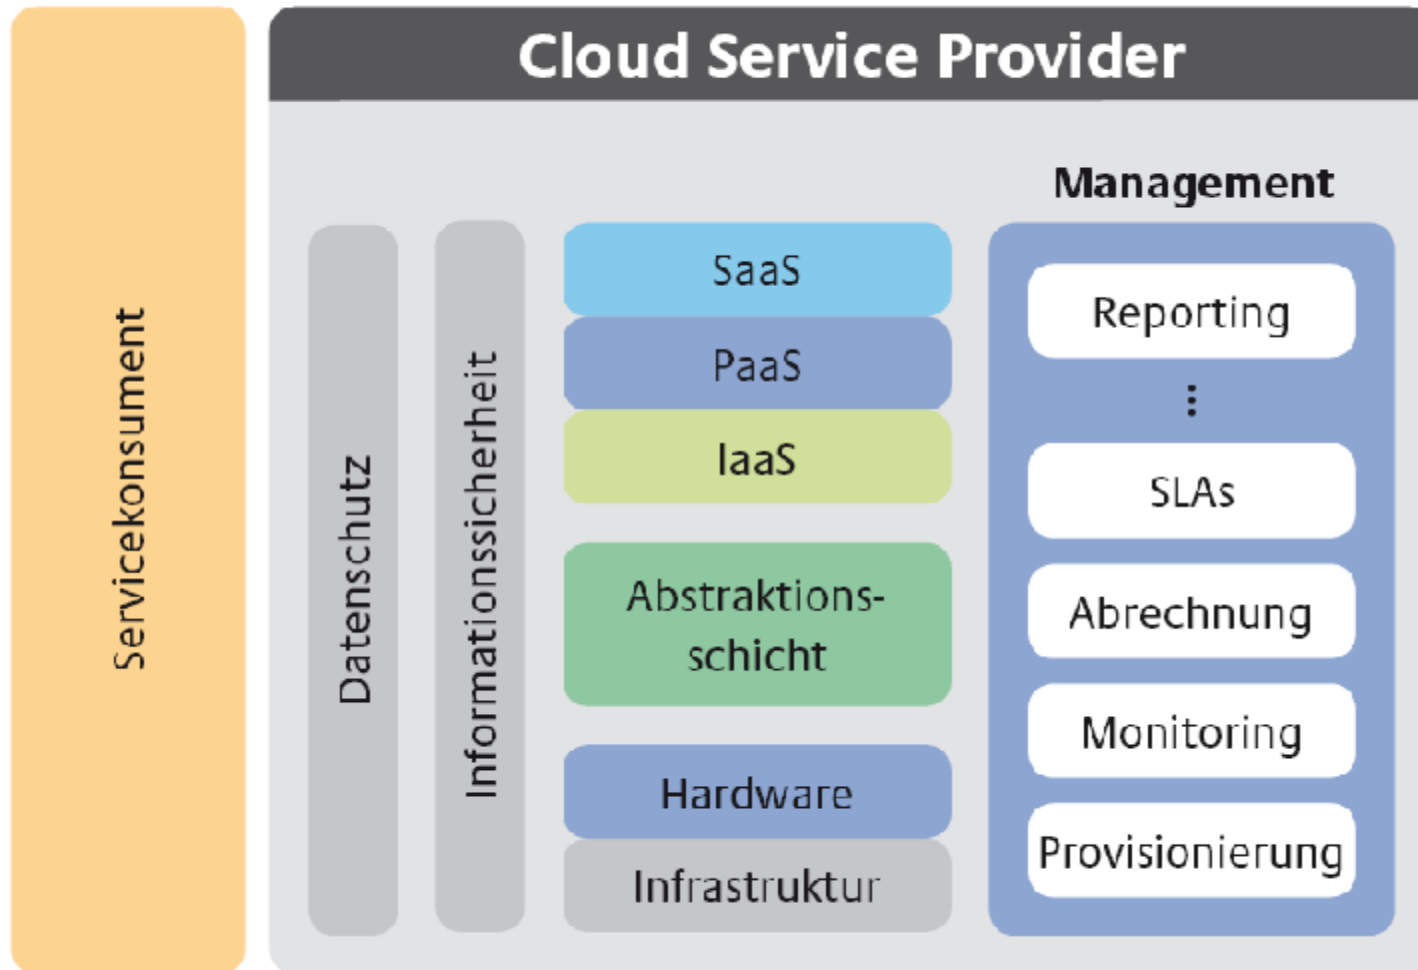 Servicekonsument
Cloud Service Provider
Datenschutz
Informationssicherheit
SaaS
PaaS
IaaS
Abstraktions-
schicht
Hardware
Infrastruktur
Management
Reporting
...
SLAs
Abrechnung
Monitoring
Provisionierung